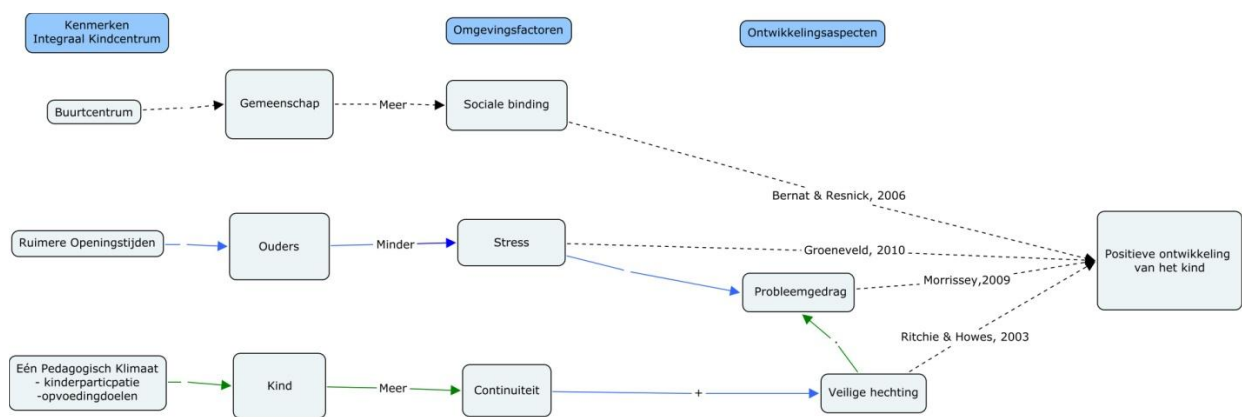 Kenmerken
Integraal Kindcentrum
Omgevingsfactoren
Ontwikkelingsaspecten
Buurtcentrum
Gemeenschap
Meer
Sociale binding
Bernat & Resnick, 2006
Ruimere Openingstijden
Ouders
Minder
Stress
Groeneveld, 2010
Positieve ontwikkeling
van het kind
Probleemgedrag
Morrissey,2009
Ritchie & Howes, 2003
Eén Pedagogisch Klimaat
- kinderparticpatie
-opvoedingdoelen
Kind
Meer
Continuiteit
+
Veilige hechting